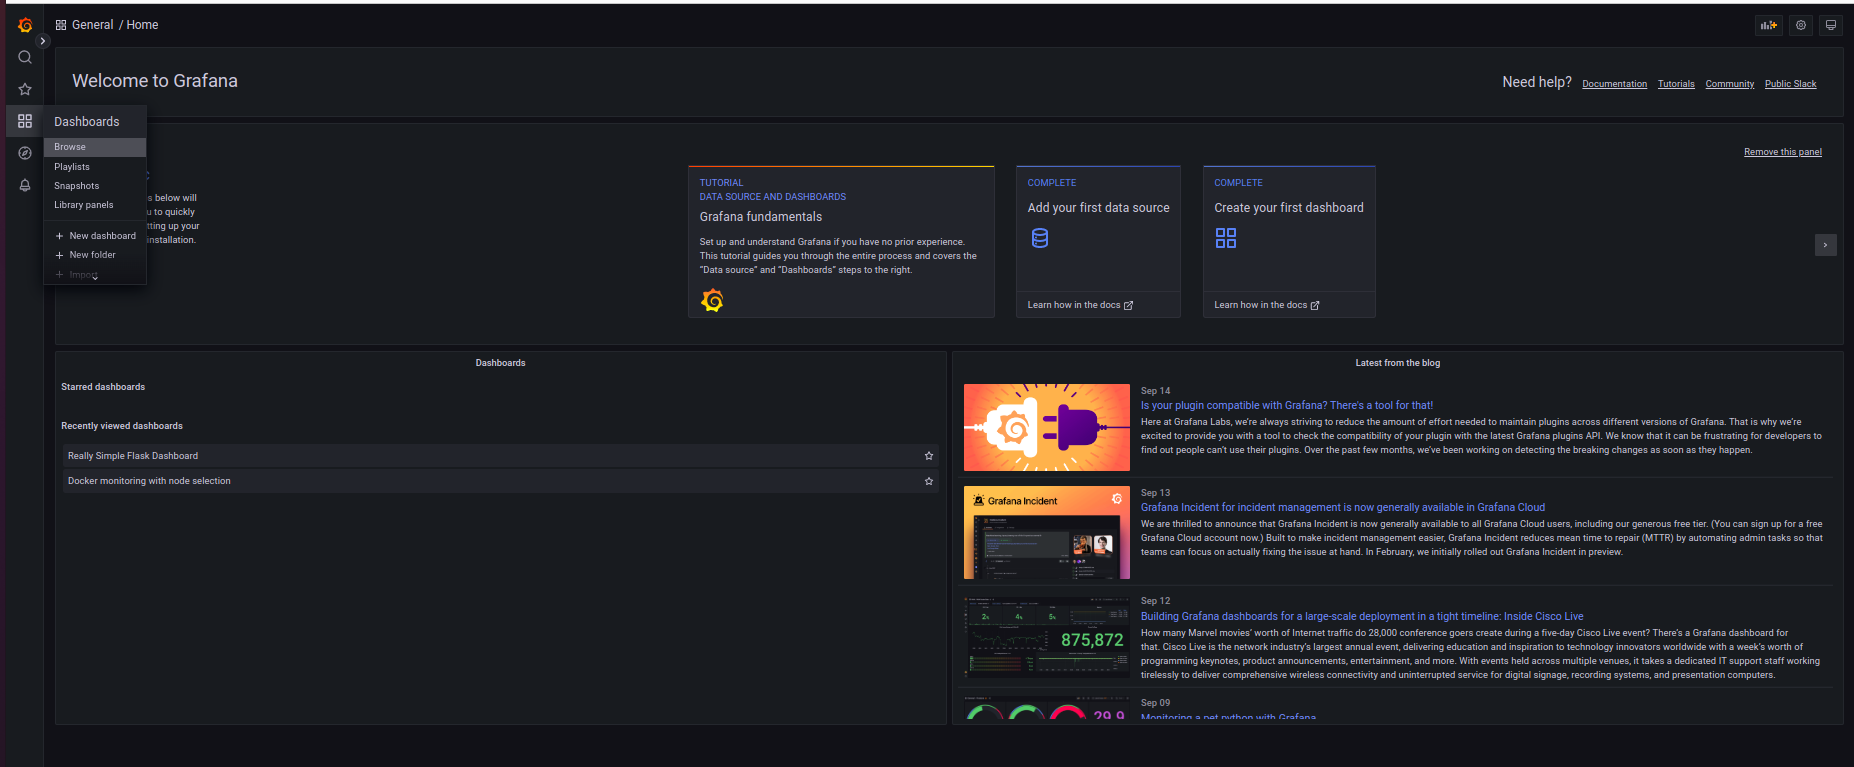 General / Home
Welcome to Grafana
Need help? Documentation Tutorials Community Public Slack
Dashboards
Browse
Playlists
Snapshots
Library panels
New dashboard
New folder
Import
s below will
u to quickly
tting up your
installation.
Remove this panel
TUTORIAL
DATA SOURCE AND DASHBOARDS
Grafana fundamentals
Set up and understand Grafana if you have no prior experience.
This tutorial guides you through the entire process and covers the
“Data source” and “Dashboards” steps to the right.
COMPLETE
Add your first data source
Learn how in the docs
COMPLETE
Create your first dashboard
Learn how in the docs
Dashboards
Starred dashboards
Recently viewed dashboards
Really Simple Flask Dashboard
Docker monitoring with node selection
Latest from the blog
Sep 14
Is your plugin compatible with Grafana? There's a tool for that!
Here at Grafana Labs, we’re always striving to reduce the amount of effort needed to maintain plugins across different versions of Grafana. That is why we’re
excited to provide you with a tool to check the compatibility of your plugin with the latest Grafana plugins API. We know that it can be frustrating for developers to
find out people can’t use their plugins. Over the past few months, we’ve been working on detecting the breaking changes as soon as they happen.
Grafana Incident
Sep 13
Grafana Incident for incident management is now generally available in Grafana Cloud
We are thrilled to announce that Grafana Incident is now generally available to all Grafana Cloud users, including our generous free tier. (You can sign up for a free
Grafana Cloud account now.) Built to make incident management easier, Grafana Incident reduces mean time to repair (MTTR) by automating admin tasks so that
teams can focus on actually fixing the issue at hand. In February, we initially rolled out Grafana Incident in preview.
2% 4% 5%
875,872
Sep 12
Building Grafana dashboards for a large-scale deployment in a tight timeline: Inside Cisco Live
How many Marvel movies’ worth of Internet traffic do 28,000 conference goers create during a five-day Cisco Live event? There’s a Grafana dashboard for
that. Cisco Live is the network industry’s largest annual event, delivering education and inspiration to technology innovators worldwide with a week’s worth of
programming keynotes, product announcements, entertainment, and more. With events held across multiple venues, it takes a dedicated IT support staff working
tirelessly to deliver comprehensive wireless connectivity and uninterrupted service for digital signage, recording systems, and presentation computers.
29.9
Sep 09
Monitoring a pet python with Grafana